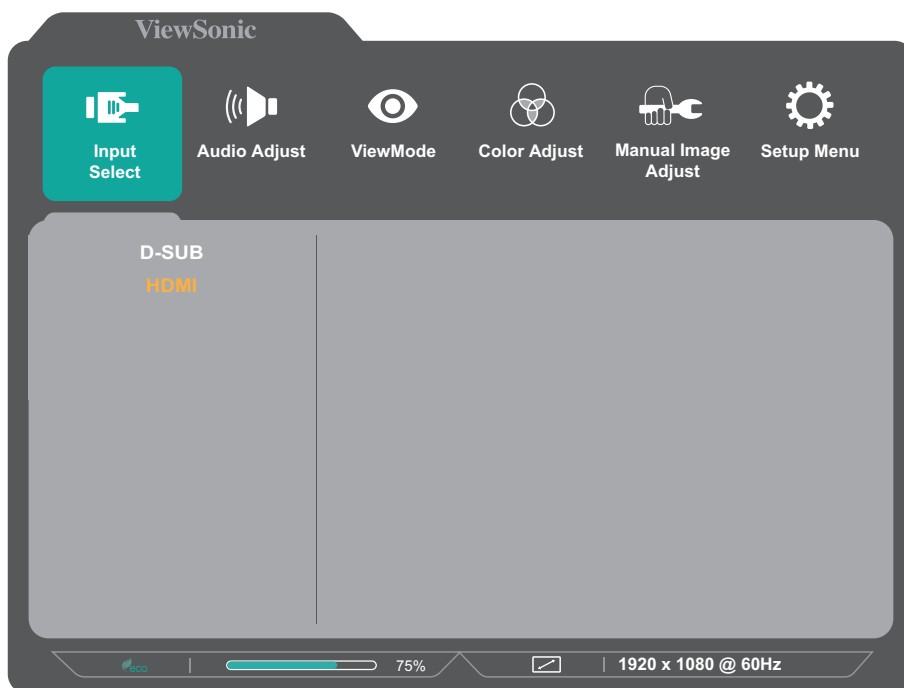 ViewSonic
Input
Select
Audio Adjust
ViewMode
Color Adjust
Manual Image
Adjust
Setup Menu
D-SUB
HDMI
eco
75%
1920 x 1080 @ 60Hz